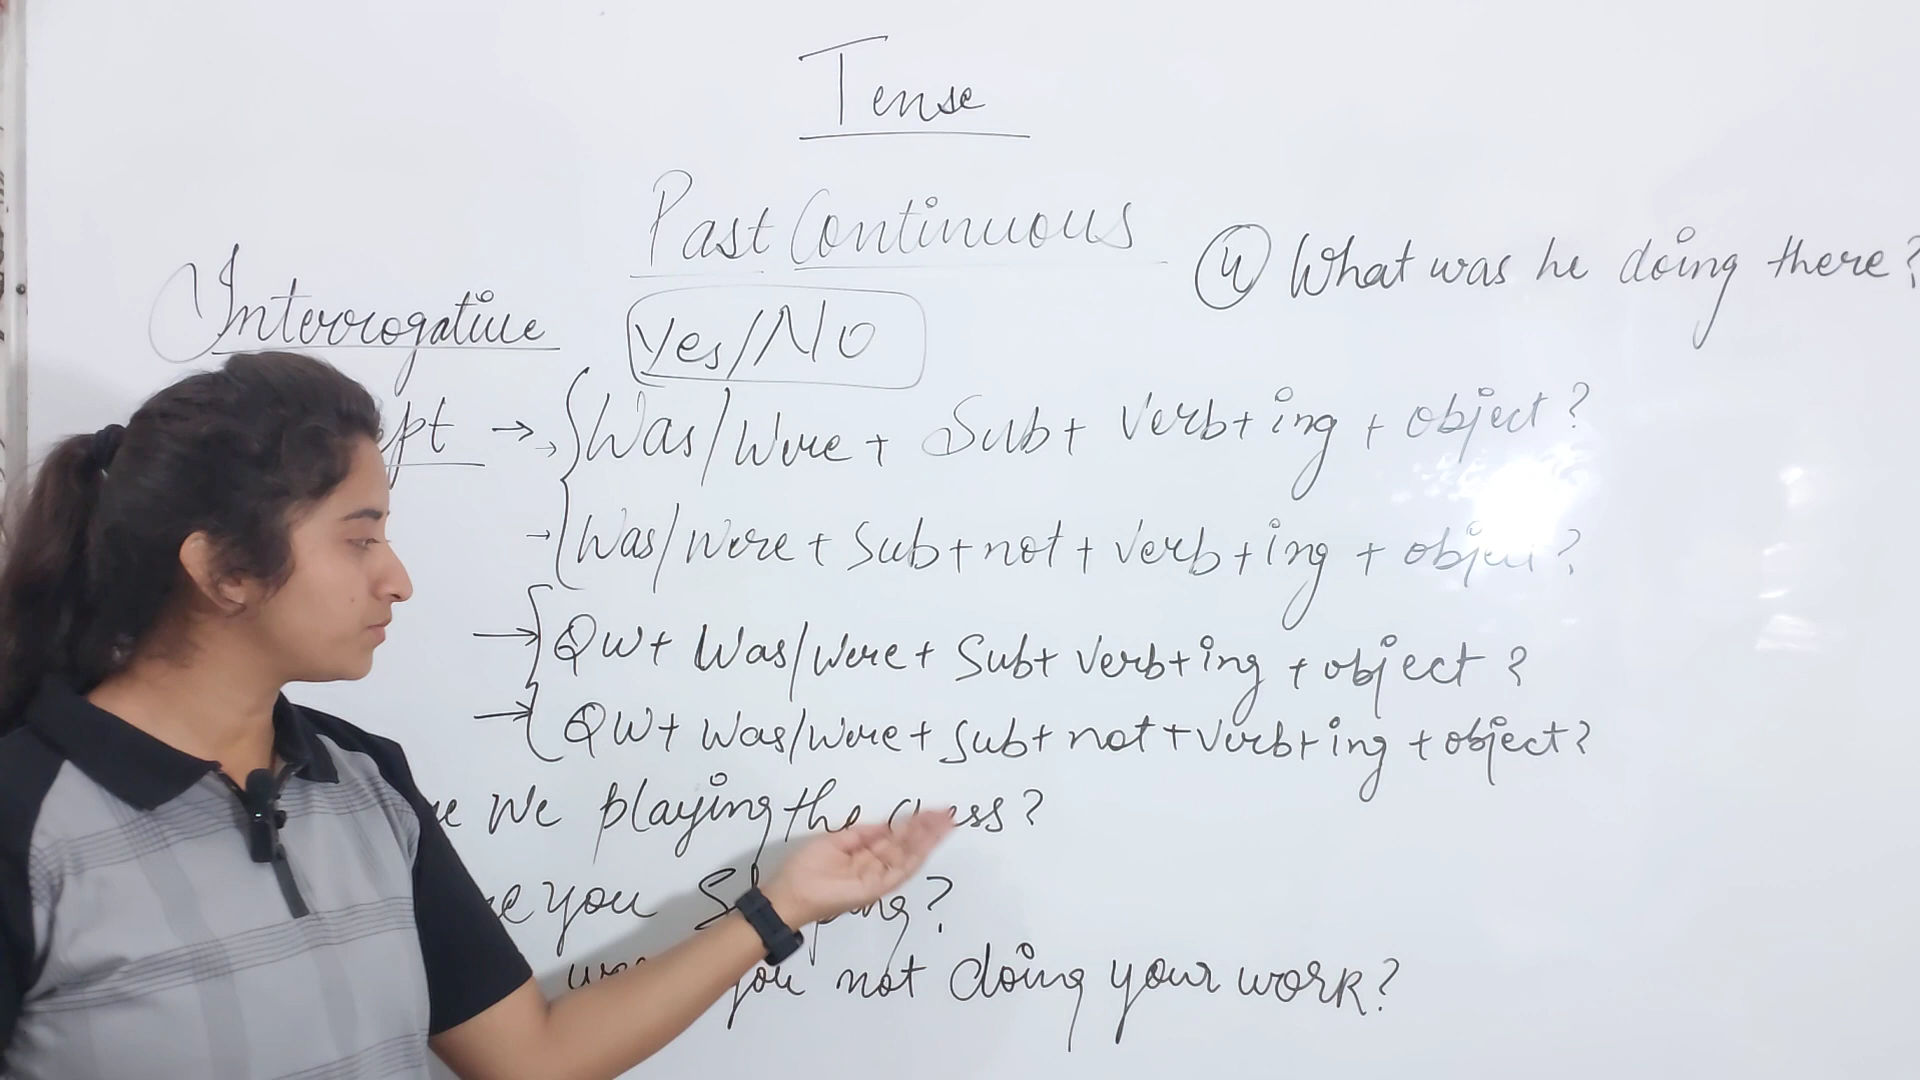 Tense
Past Continuous
④ What was he doing there?
Interrogative
Yes/No
→ → Was/Were + Sub + Verb + ing + object?
→ Was/Were + Sub + not + Verb + ing + object?
→ QW + Was/Were + Sub + Verb + ing + object?
→ QW + Was/Were + Sub + not + Verb + ing + object?
We playing the chess?
you
you not doing your work?